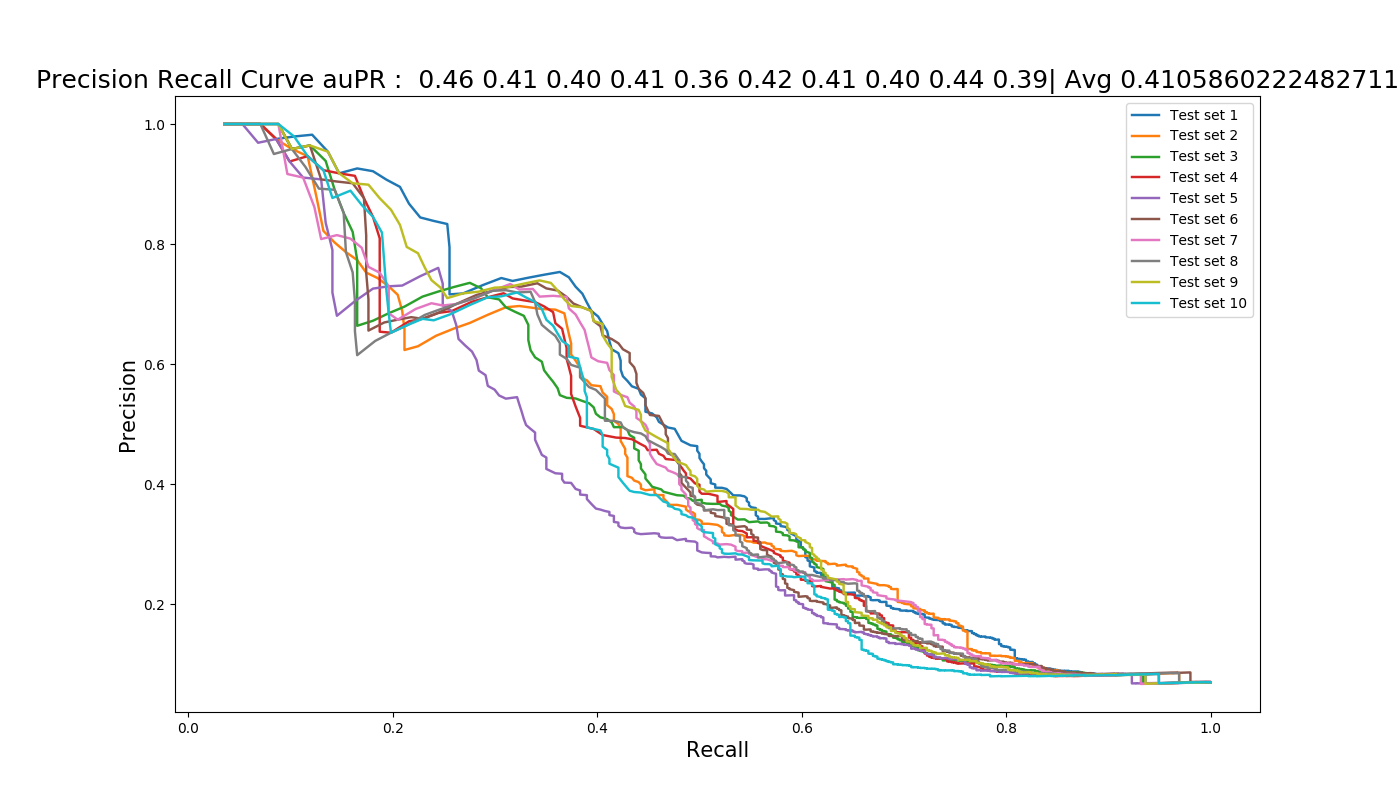 Precision Recall Curve auPR :  0.46 0.41 0.40 0.41 0.36 0.42 0.41 0.40 0.44 0.39| Avg 0.4105860222482711
Test set 1
Test set 2
Test set 3
Test set 4
Test set 5
Test set 6
Test set 7
Test set 8
Test set 9
Test set 10
Precision
1.0
0.8
0.6
0.4
0.2
0.0 0.2 0.4 0.6 0.8 1.0
Recall